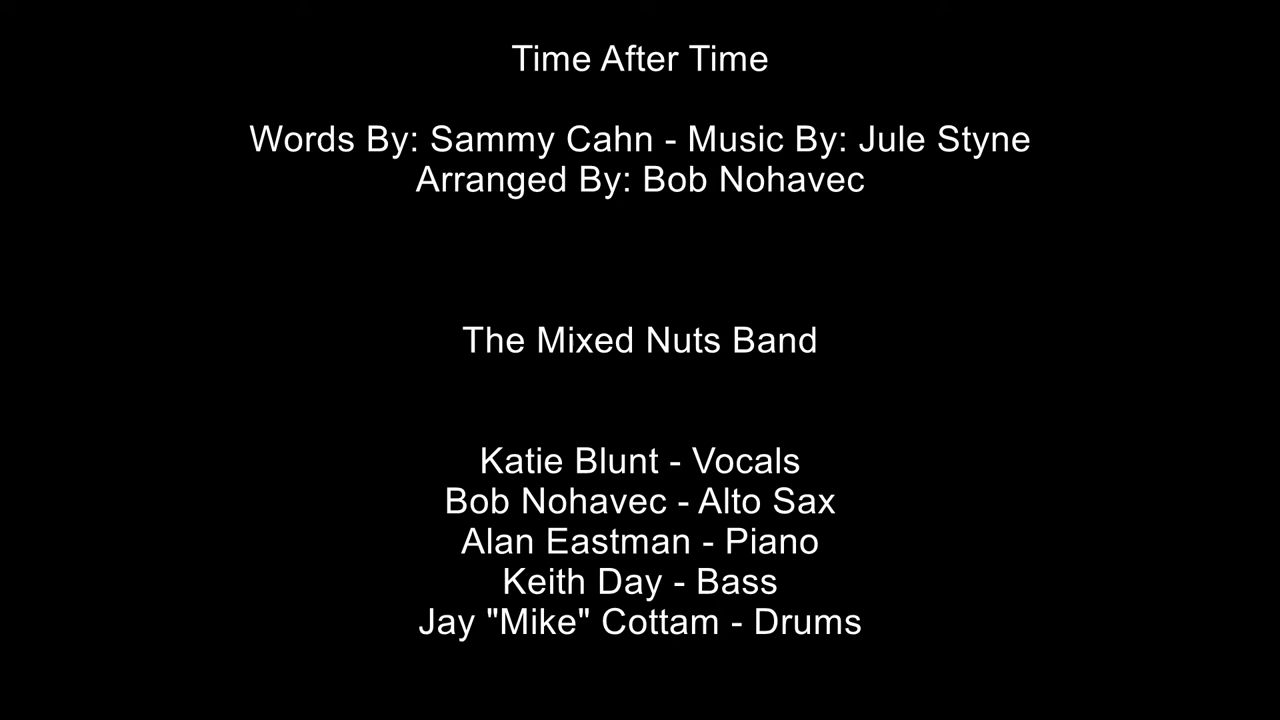 Time After Time
Words By: Sammy Cahn - Music By: Jule Styne
Arranged By: Bob Nohavec
The Mixed Nuts Band
Katie Blunt - Vocals
Bob Nohavec - Alto Sax
Alan Eastman - Piano
Keith Day - Bass
Jay "Mike" Cottam - Drums